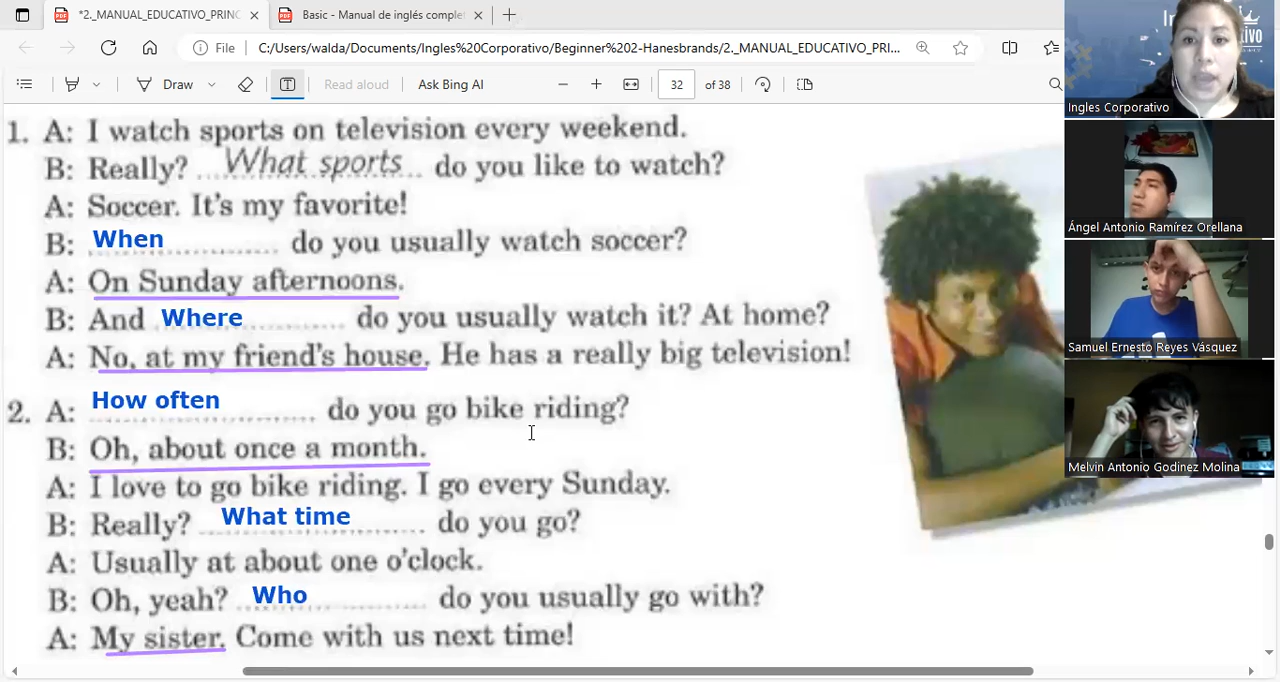 *2._MANUAL_EDUCATIVO_PRINC
Basic - Manual de inglés complet
File
C:/Users/walda/Documents/Ingles%20Corporativo/Beginner%202-Hanesbrands/2._MANUAL_EDUCATIVO_PRI...
Draw
Read aloud
Ask Bing AI
32
of 38
1. A: I watch sports on television every weekend.
B: Really? What sports do you like to watch?
A: Soccer. It's my favorite!
B: When do you usually watch soccer?
A: On Sunday afternoons.
B: And Where do you usually watch it? At home?
A: No, at my friend's house. He has a really big television!
2. A: How often do you go bike riding?
B: Oh, about once a month.
A: I love to go bike riding. I go every Sunday.
B: Really? What time do you go?
A: Usually at about one o'clock.
B: Oh, yeah? Who do you usually go with?
A: My sister. Come with us next time!
Ingles Corporativo
Ángel Antonio Ramírez Orellana
Samuel Ernesto Reyes Vásquez
Melvin Antonio Godinez Molina